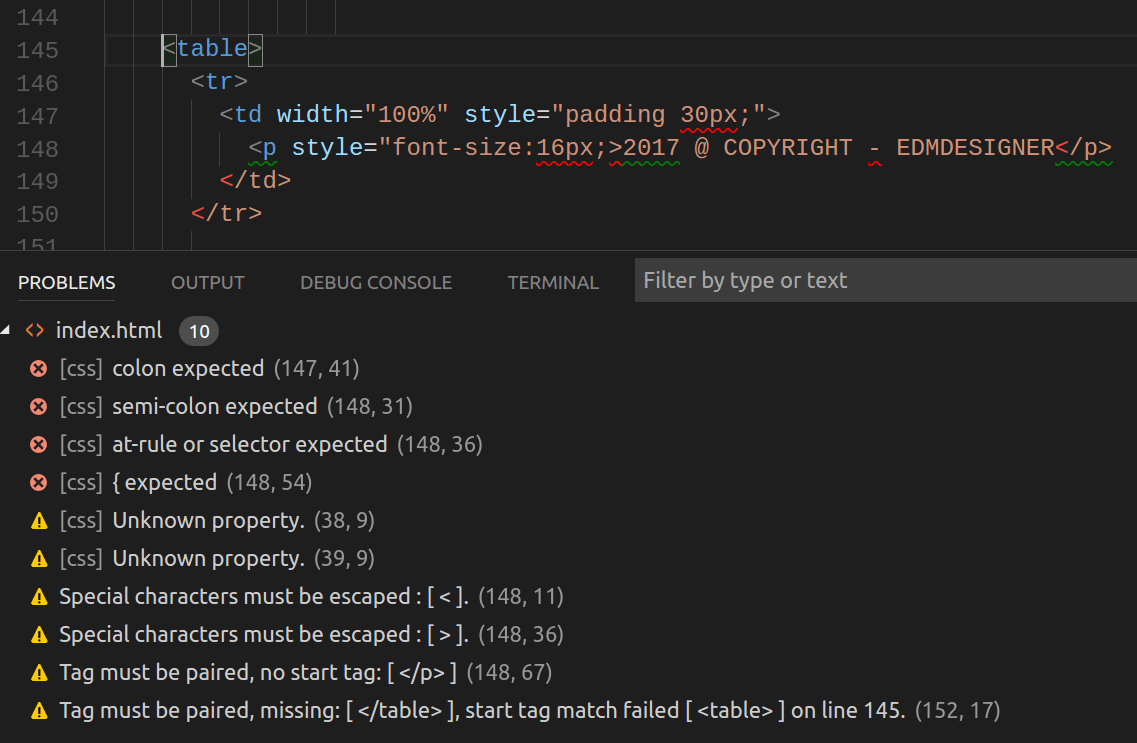 144
145 <table>
146 <tr>
147 <td width="100%" style="padding 30px;">
148 <p style="font-size:16px;>2017 @ COPYRIGHT - EDMDESIGNER</p>
149 </td>
150 </tr>
151
PROBLEMS OUTPUT DEBUG CONSOLE TERMINAL Filter by type or text
<> index.html 10
[css] colon expected (147, 41)
[css] semi-colon expected (148, 31)
[css] at-rule or selector expected (148, 36)
[css] { expected (148, 54)
[css] Unknown property. (38, 9)
[css] Unknown property. (39, 9)
Special characters must be escaped : [ < ]. (148, 11)
Special characters must be escaped : [ > ]. (148, 36)
Tag must be paired, no start tag: [ </p> ] (148, 67)
Tag must be paired, missing: [ </table> ], start tag match failed [ <table> ] on line 145. (152, 17)